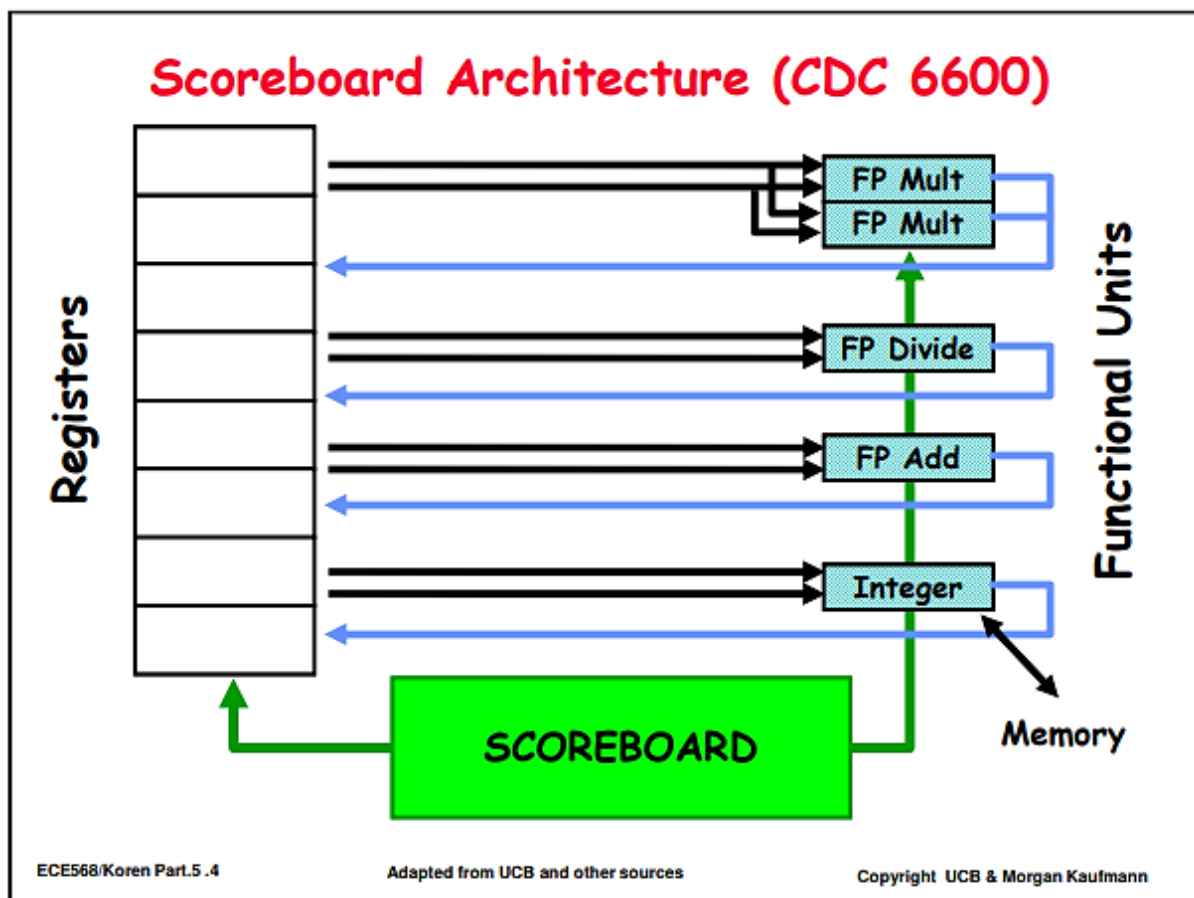 Scoreboard Architecture (CDC 6600)
Registers
FP Mult
FP Mult
FP Divide
FP Add
Integer
Functional Units
Memory
SCOREBOARD
ECE568/Koren Part.5 .4
Adapted from UCB and other sources
Copyright UCB & Morgan Kaufmann